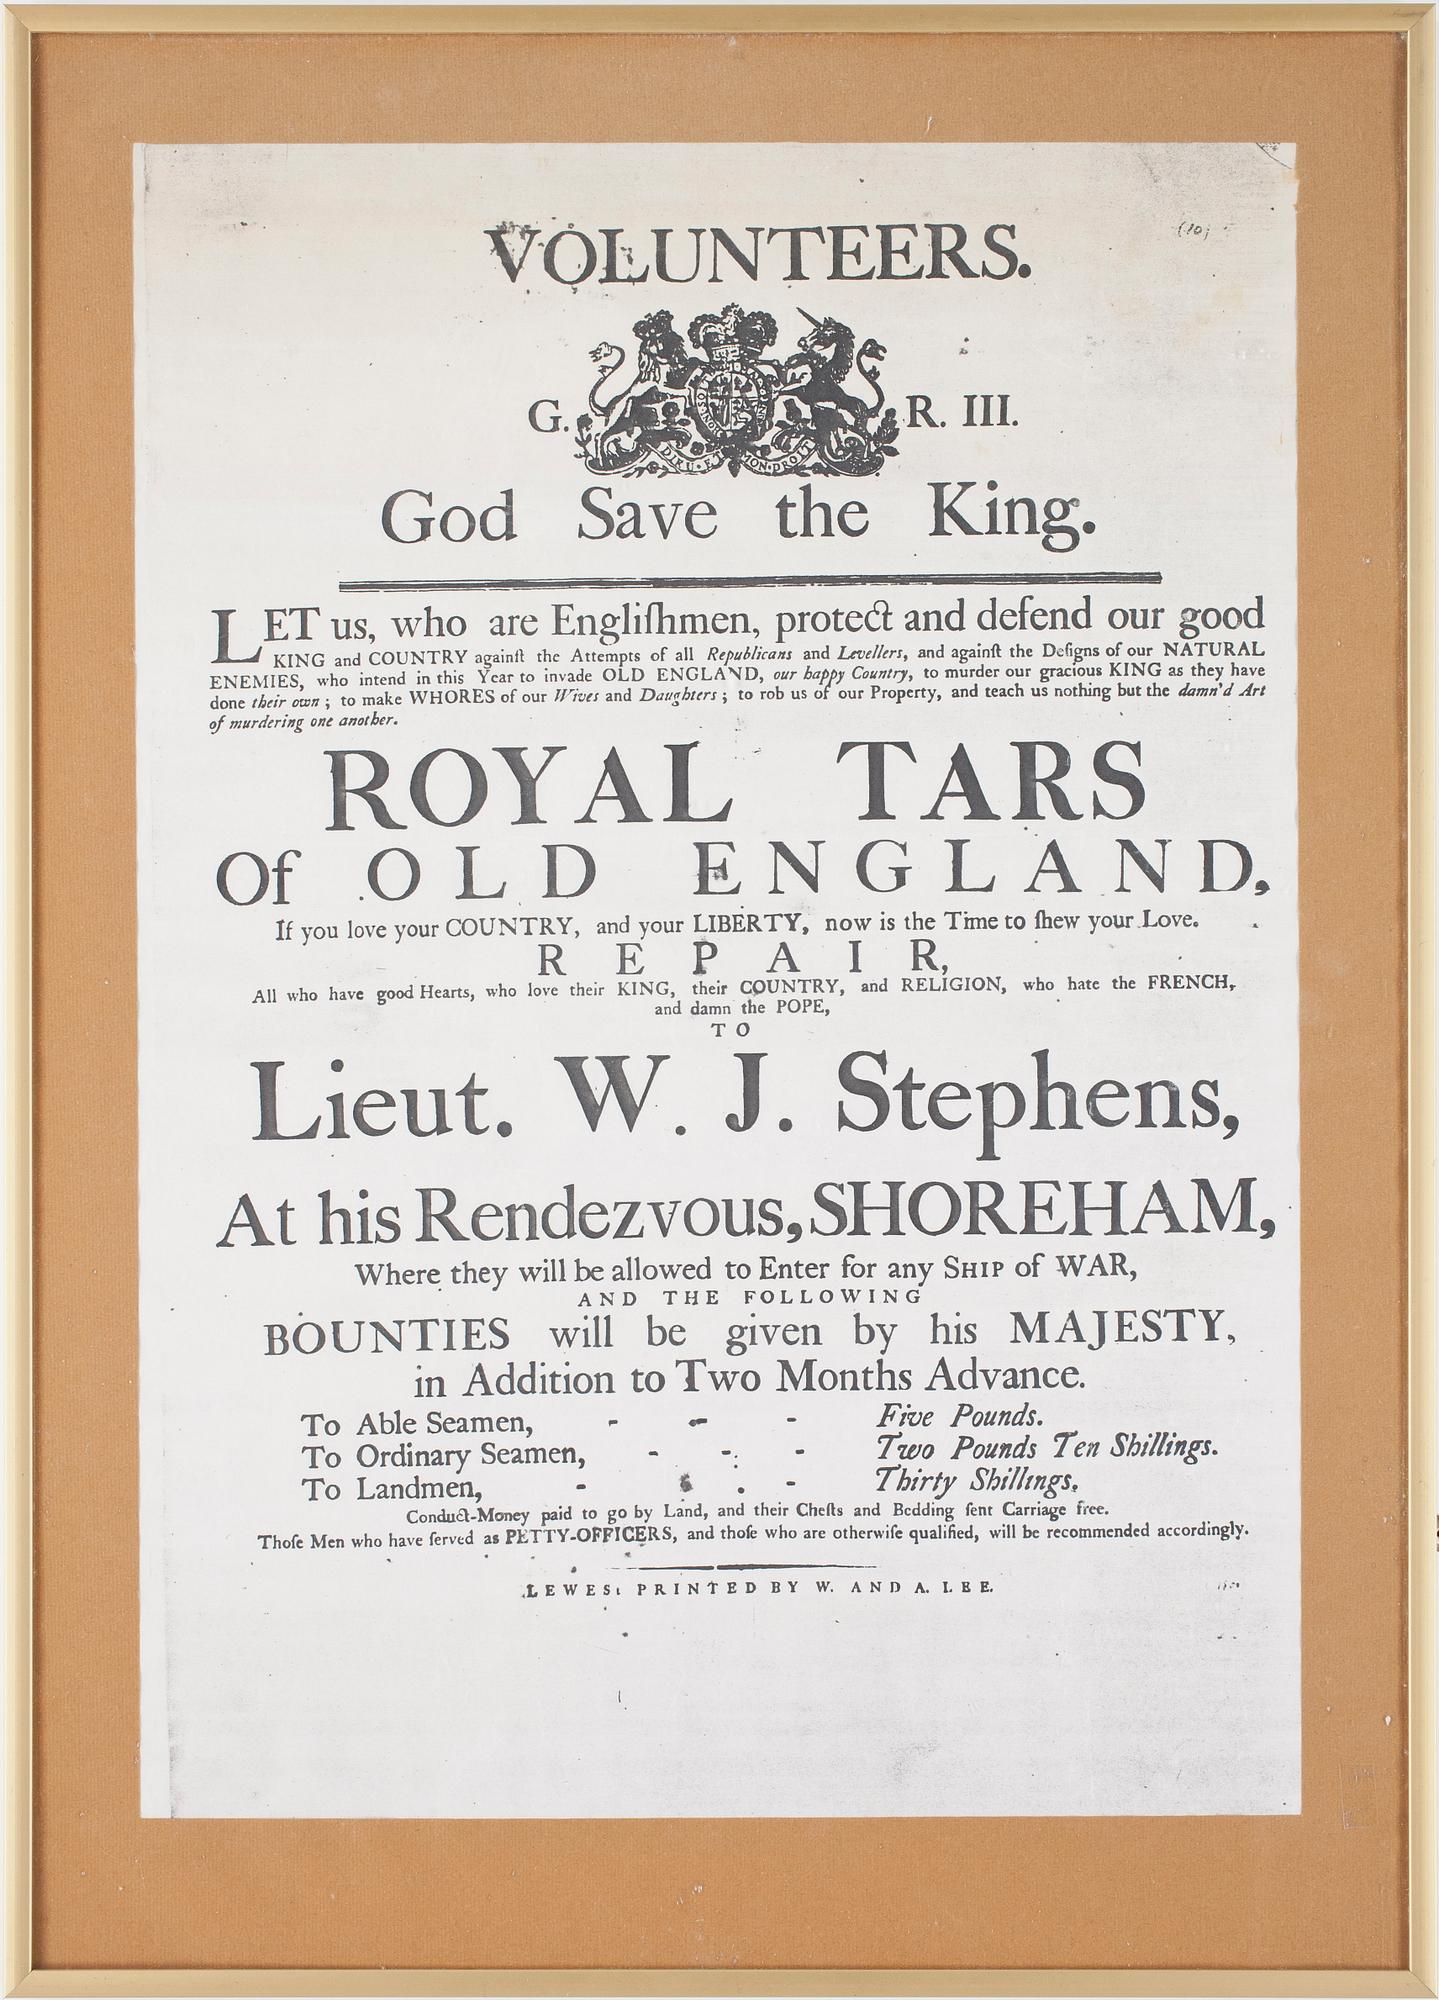 VOLUNTEERS.
(10)
G. R. III.
DIEU·ET MON·DROIT
God Save the King.
LET us, who are Engliſhmen, protect and defend our good
KING and COUNTRY againſt the Attempts of all Republicans and Levellers, and againſt the Deſigns of our NATURAL
ENEMIES, who intend in this Year to invade OLD ENGLAND, our happy Country, to murder our gracious KING as they have
done their own; to make WHORES of our Wives and Daughters; to rob us of our Property, and teach us nothing but the damn'd Art
of murdering one another.
ROYAL TARS
Of OLD ENGLAND,
If you love your COUNTRY, and your LIBERTY, now is the Time to ſhew your Love.
REPAIR,
All who have good Hearts, who love their KING, their COUNTRY, and RELIGION, who hate the FRENCH,
and damn the POPE,
TO
Lieut. W. J. Stephens,
At his Rendezvous, SHOREHAM,
Where they will be allowed to Enter for any SHIP of WAR,
AND THE FOLLOWING
BOUNTIES will be given by his MAJESTY,
in Addition to Two Months Advance.
To Able Seamen, - - - Five Pounds.
To Ordinary Seamen, - - - Two Pounds Ten Shillings.
To Landmen, - - - Thirty Shillings.
Conduct-Money paid to go by Land, and their Cheſts and Bedding ſent Carriage free.
Thoſe Men who have ſerved as PETTY-OFFICERS, and thoſe who are otherwiſe qualified, will be recommended accordingly.
LEWES: PRINTED BY W. AND A. LEE.